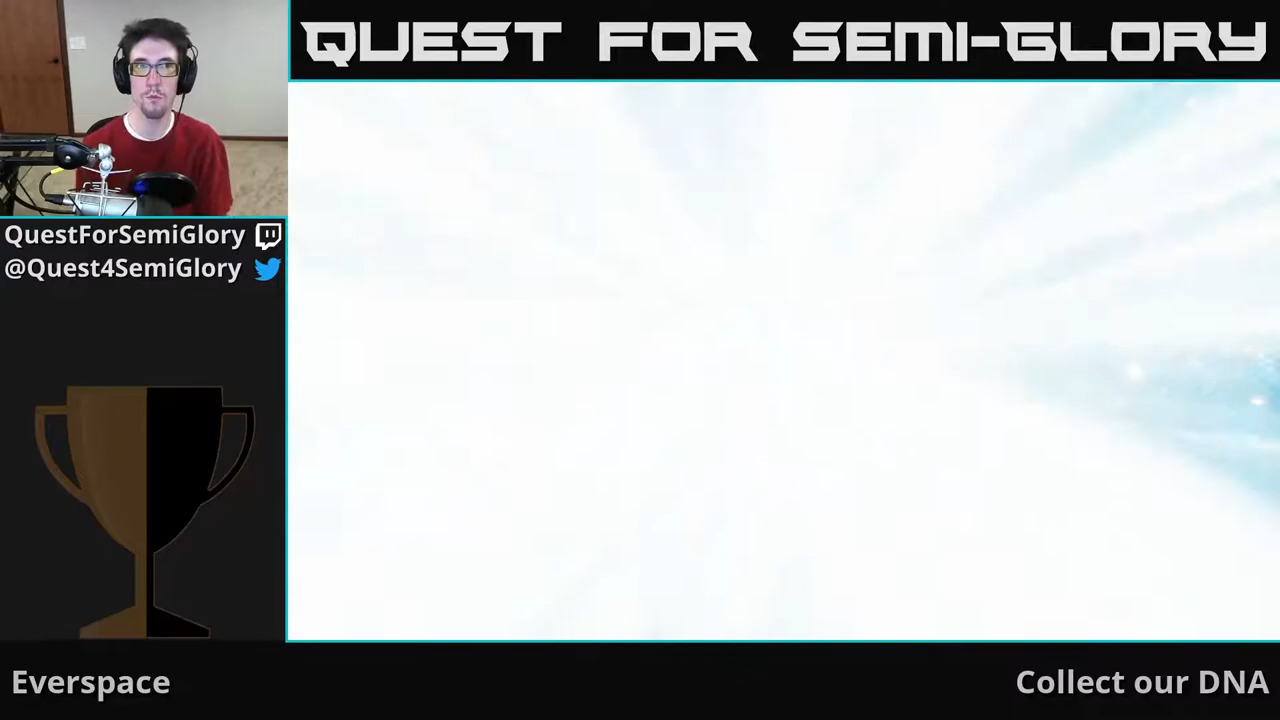 QUEST FOR SEMI-GLORY
QuestForSemiGlory
@Quest4SemiGlory
Everspace
Collect our DNA